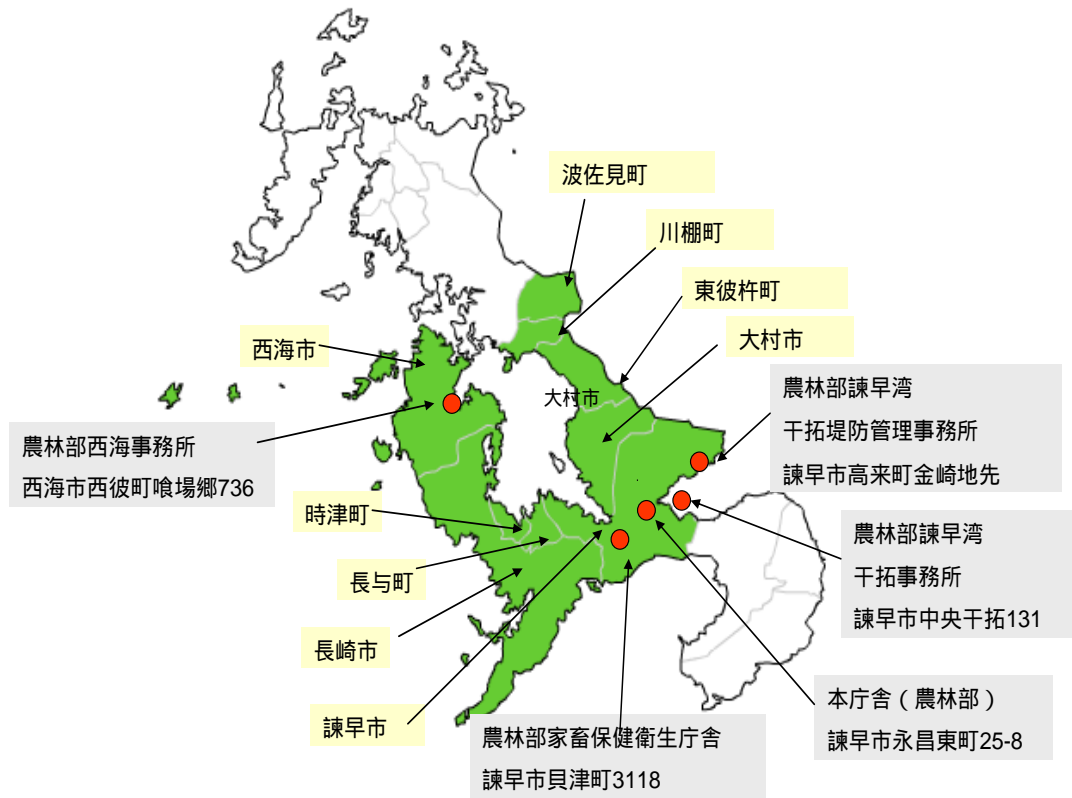 波佐見町
川棚町
東彼杵町
大村市
西海市
大村市
農林部諫早湾
干拓堤防管理事務所
諫早市高来町金崎地先
農林部西海事務所
西海市西彼町喰場郷736
時津町
長与町
長崎市
諫早市
農林部諫早湾
干拓事務所
諫早市中央干拓131
本庁舎（農林部）
諫早市永昌東町25-8
農林部家畜保健衛生庁舎
諫早市貝津町3118